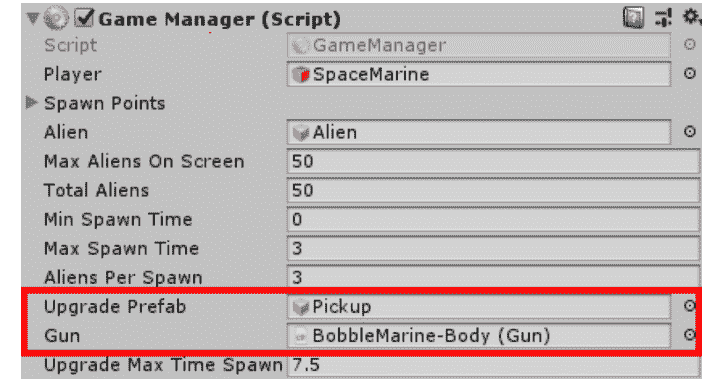 Game Manager (Script)
Script GameManager
Player SpaceMarine
Spawn Points
Alien Alien
Max Aliens On Screen 50
Total Aliens 50
Min Spawn Time 0
Max Spawn Time 3
Aliens Per Spawn 3
Upgrade Prefab Pickup
Gun BobbleMarine-Body (Gun)
Upgrade Max Time Spawn 7.5